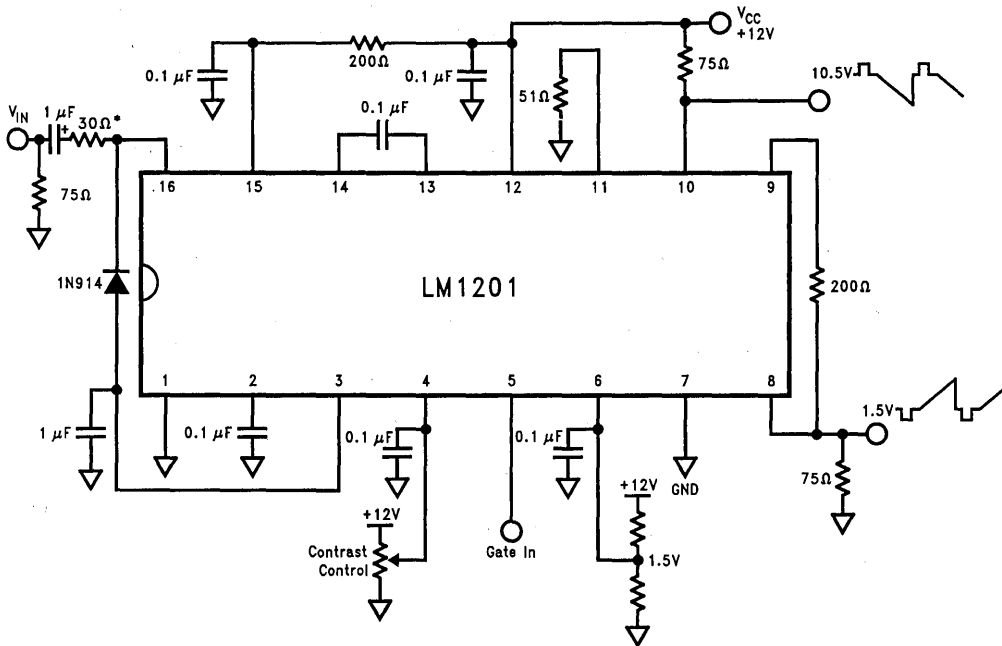 V_CC
+12V
0.1 µF
200Ω
0.1 µF
75Ω
10.5V
51Ω
0.1 µF
V_IN
1 µF
+
30Ω*
75Ω
16
15
14
13
12
11
10
9
1N914
LM1201
200Ω
1
2
3
4
5
6
7
8
1.5V
1 µF
0.1 µF
0.1 µF
0.1 µF
75Ω
GND
+12V
+12V
Contrast
Control
Gate In
1.5V